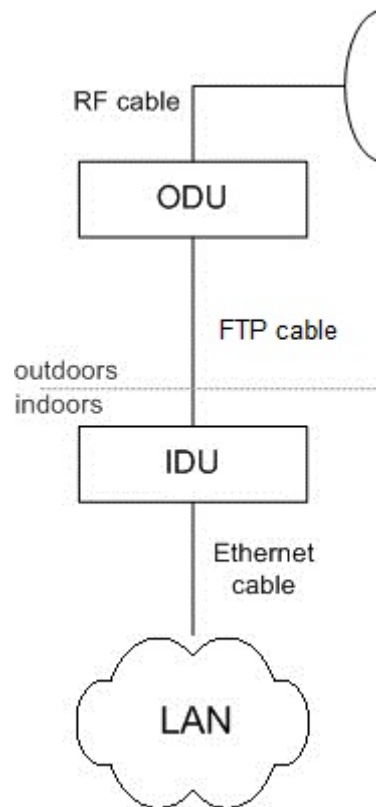 RF cable
ODU
FTP cable
outdoors
indoors
IDU
Ethernet
cable
LAN